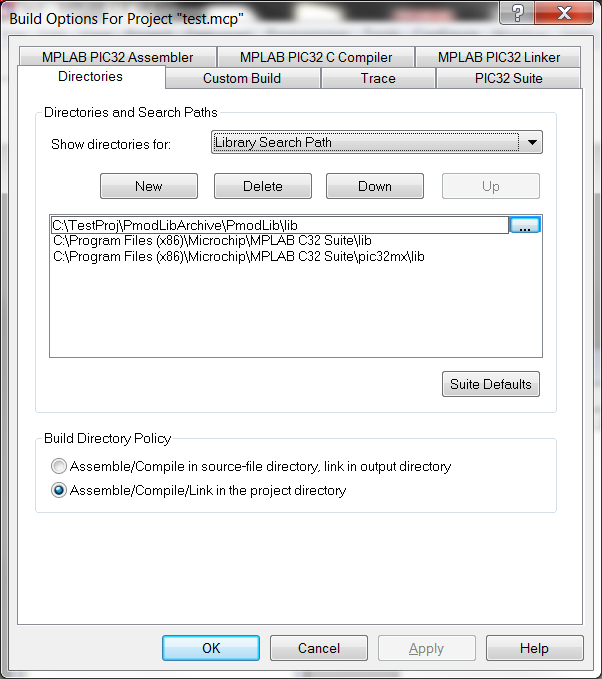 Build Options For Project "test.mcp"
MPLAB PIC32 Assembler MPLAB PIC32 C Compiler MPLAB PIC32 Linker
Directories Custom Build Trace PIC32 Suite
Directories and Search Paths
Show directories for: Library Search Path
New Delete Down Up
C:\TestProj\PmodLibArchive\PmodLib\lib ...
C:\Program Files (x86)\Microchip\MPLAB C32 Suite\lib
C:\Program Files (x86)\Microchip\MPLAB C32 Suite\pic32mx\lib
Suite Defaults
Build Directory Policy
Assemble/Compile in source-file directory, link in output directory
Assemble/Compile/Link in the project directory
OK Cancel Apply Help